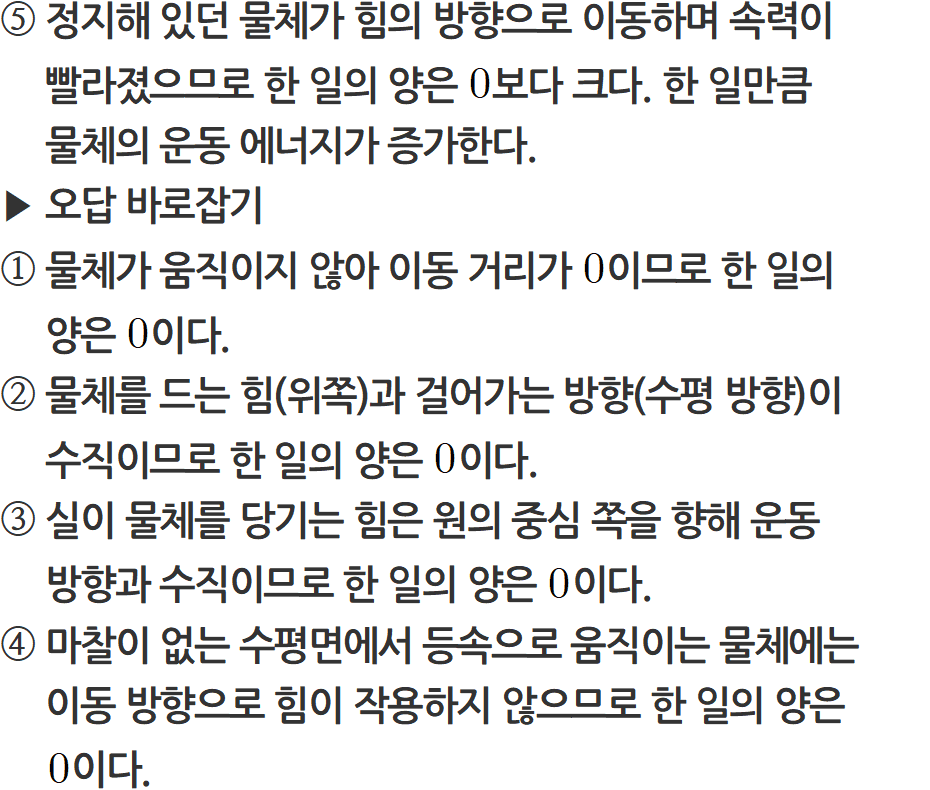 ⑤ 정지해 있던 물체가 힘의 방향으로 이동하며 속력이
빨라졌으므로 한 일의 양은 0보다 크다. 한 일만큼
물체의 운동 에너지가 증가한다.
▶ 오답 바로잡기
① 물체가 움직이지 않아 이동 거리가 0이므로 한 일의
양은 0이다.
② 물체를 드는 힘(위쪽)과 걸어가는 방향(수평 방향)이
수직이므로 한 일의 양은 0이다.
③ 실이 물체를 당기는 힘은 원의 중심 쪽을 향해 운동
방향과 수직이므로 한 일의 양은 0이다.
④ 마찰이 없는 수평면에서 등속으로 움직이는 물체에는
이동 방향으로 힘이 작용하지 않으므로 한 일의 양은
0이다.